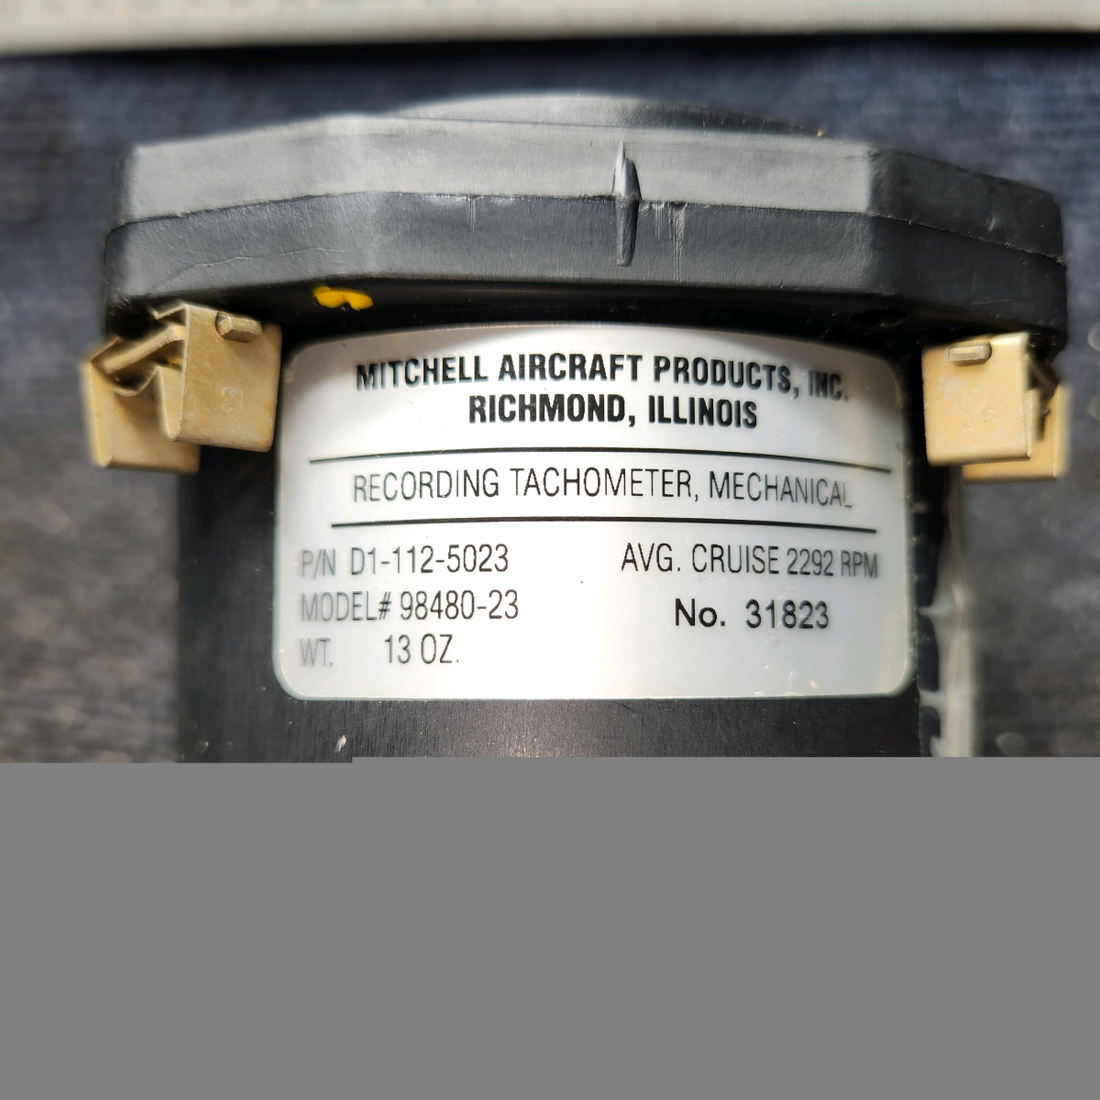 MITCHELL AIRCRAFT PRODUCTS, INC.
RICHMOND, ILLINOIS
RECORDING TACHOMETER, MECHANICAL
P/N D1-112-5023 AVG. CRUISE 2292 RPM
MODEL# 98480-23 No. 31823
WT. 13 OZ.